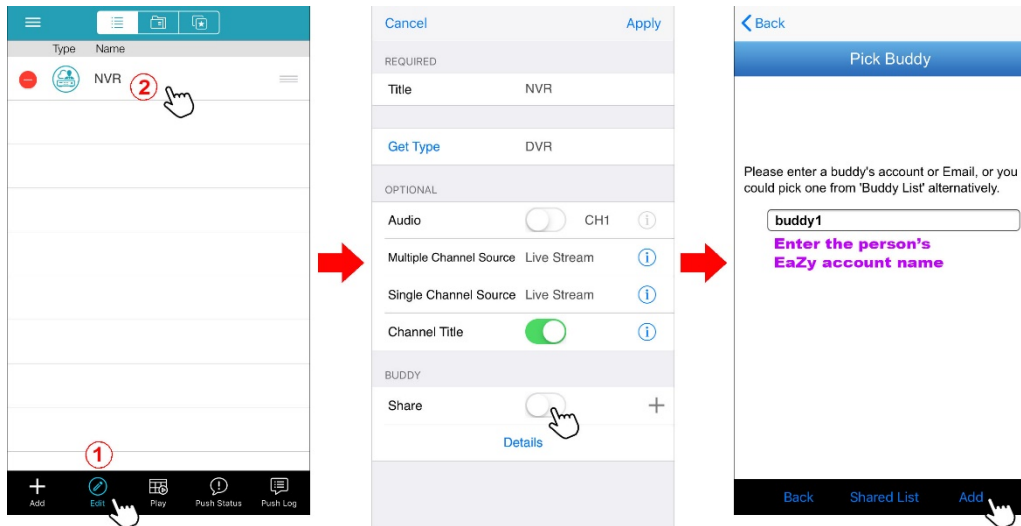 Type Name
NVR
2
1
Add Edit Play Push Status Push Log
Cancel Apply
REQUIRED
Title NVR
Get Type DVR
OPTIONAL
Audio CH1
Multiple Channel Source Live Stream
Single Channel Source Live Stream
Channel Title
BUDDY
Share
Details
Back
Pick Buddy
Please enter a buddy's account or Email, or you
could pick one from 'Buddy List' alternatively.
buddy1
Enter the person's
EaZy account name
Back Shared List Add